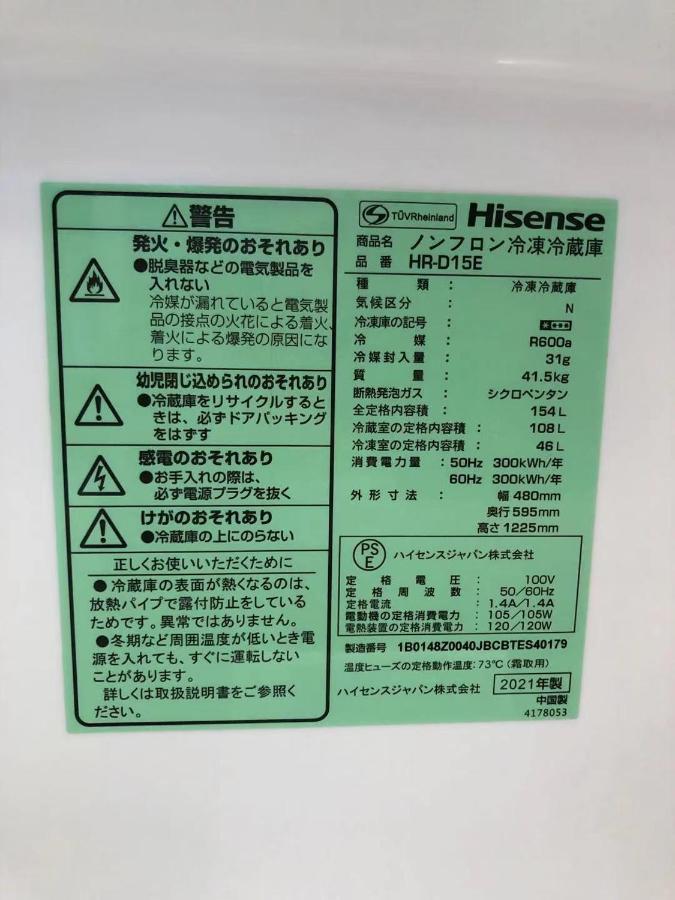 ⚠警告
発火・爆発のおそれあり
●脱臭器などの電気製品を
入れない
冷媒が漏れていると電気製
品の接点の火花による着火、
着火による爆発の原因にな
ります。
幼児閉じ込められのおそれあり
●冷蔵庫をリサイクルするとき
は、必ずドアパッキング
をはずす
感電のおそれあり
●お手入れの際は、
必ず電源プラグを抜く
けがのおそれあり
●冷蔵庫の上にのらない
正しくお使いいただくために
●冷蔵庫の表面が熱くなるのは、
放熱パイプで露付防止をしている
ためです。異常ではありません。
●冬期など周囲温度が低いとき電
源を入れても、すぐに運転しない
ことがあります。
詳しくは取扱説明書をご参照く
ださい。
TÜVRheinland Hisense
商品名 ノンフロン冷凍冷蔵庫
品番 HR-D15E
種類 : 冷凍冷蔵庫
気候区分 : N
冷凍庫の記号 : ****
冷媒 : R600a
冷媒封入量 : 31g
質量 : 41.5kg
断熱発泡ガス : シクロペンタン
全定格内容積 : 154L
冷蔵室の定格内容積 : 108L
冷凍室の定格内容積 : 46L
消費電力量 : 50Hz 300kWh/年
60Hz 300kWh/年
外形寸法 : 幅480mm
奥行595mm
高さ1225mm
PSE ハイセンスジャパン株式会社
定格電圧 : 100V
定格周波数 : 50/60Hz
定格電流 : 1.4A/1.4A
電動機の定格消費電力 : 105/105W
電熱装置の定格消費電力 : 120/120W
製造番号 1B0148Z0040JBCBTES40179
温度ヒューズの定格動作温度:73℃(霜取用)
ハイセンスジャパン株式会社 2021年製
中国製
4178053